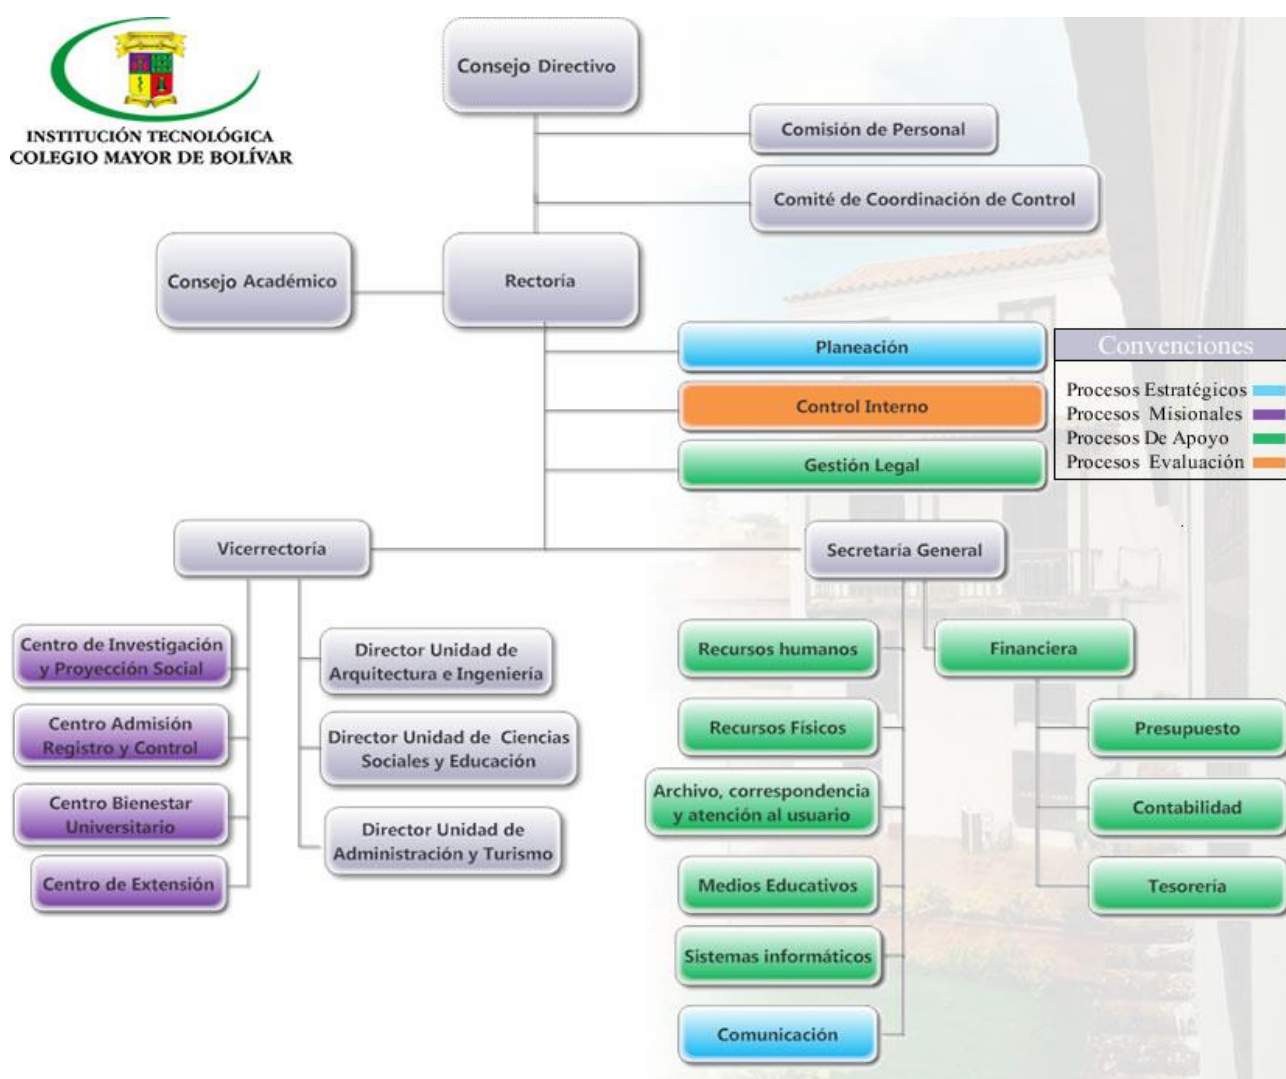 INSTITUCIÓN TECNOLÓGICA
COLEGIO MAYOR DE BOLÍVAR
Consejo Directivo
Comisión de Personal
Comité de Coordinación de Control
Consejo Académico
Rectoría
Planeación
Control Interno
Gestión Legal
Convenciones
Procesos Estratégicos
Procesos Misionales
Procesos De Apoyo
Procesos Evaluación
Vicerrectoría
Secretaría General
Centro de Investigación
y Proyección Social
Centro Admisión
Registro y Control
Centro Bienestar
Universitario
Centro de Extensión
Director Unidad de
Arquitectura e Ingeniería
Director Unidad de Ciencias
Sociales y Educación
Director Unidad de
Administración y Turismo
Recursos humanos
Recursos Físicos
Archivo, correspondencia
y atención al usuario
Medios Educativos
Sistemas informáticos
Comunicación
Financiera
Presupuesto
Contabilidad
Tesorería